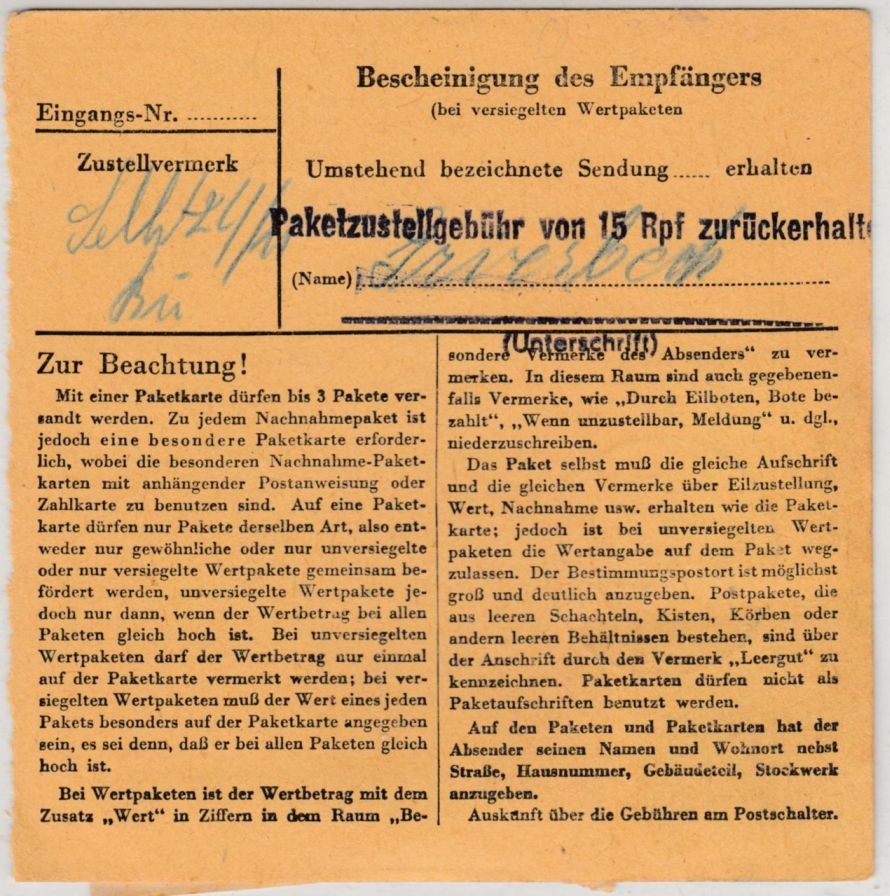 Eingangs-Nr. ............
Zustellvermerk
Bescheinigung des Empfängers
(bei versiegelten Wertpaketen
Umstehend bezeichnete Sendung...... erhalten
Paketzustellgebühr von 15 Rpf zurückerhalte
(Name)
(Unterschrift)
Zur Beachtung!
Mit einer Paketkarte dürfen bis 3 Pakete ver-
sandt werden. Zu jedem Nachnahmepaket ist
jedoch eine besondere Paketkarte erforder-
lich, wobei die besonderen Nachnahme-Paket-
karten mit anhängender Postanweisung oder
Zahlkarte zu benutzen sind. Auf eine Paket-
karte dürfen nur Pakete derselben Art, also ent-
weder nur gewöhnliche oder nur unversiegelte
oder nur versiegelte Wertpakete gemeinsam be-
fördert werden, unversiegelte Wertpakete je-
doch nur dann, wenn der Wertbetrag bei allen
Paketen gleich hoch ist. Bei unversiegelten
Wertpaketen darf der Wertbetrag nur einmal
auf der Paketkarte vermerkt werden; bei ver-
siegelten Wertpaketen muß der Wert eines jeden
Pakets besonders auf der Paketkarte angegeben
sein, es sei denn, daß er bei allen Paketen gleich
hoch ist.
Bei Wertpaketen ist der Wertbetrag mit dem
Zusatz „Wert“ in Ziffern in dem Raum „Be-
sondere Vermerke des Absenders“ zu ver-
merken. In diesem Raum sind auch gegebenen-
falls Vermerke, wie „Durch Eilboten, Bote be-
zahlt“, „Wenn unzustellbar, Meldung“ u. dgl.,
niederzuschreiben.
Das Paket selbst muß die gleiche Aufschrift
und die gleichen Vermerke über Eilzustellung,
Wert, Nachnahme usw. erhalten wie die Paket-
karte; jedoch ist bei unversiegelten Wert-
paketen die Wertangabe auf dem Paket weg-
zulassen. Der Bestimmungspostort ist möglichst
groß und deutlich anzugeben. Postpakete, die
aus leeren Schachteln, Kisten, Körben oder
andern leeren Behältnissen bestehen, sind über
der Anschrift durch den Vermerk „Leergut“ zu
kennzeichnen. Paketkarten dürfen nicht als
Paketaufschriften benutzt werden.
Auf den Paketen und Paketkarten hat der
Absender seinen Namen und Wohnort nebst
Straße, Hausnummer, Gebäudeteil, Stockwerk
anzugeben.
Auskunft über die Gebühren am Postschalter.